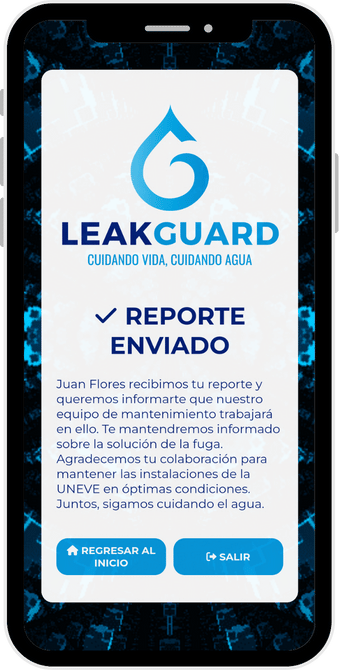 LEAKGUARD
CUIDANDO VIDA, CUIDANDO AGUA
REPORTE
ENVIADO
Juan Flores recibimos tu reporte y
queremos informarte que nuestro
equipo de mantenimiento trabajará
en ello. Te mantendremos informado
sobre la solución de la fuga.
Agradecemos tu colaboración para
mantener las instalaciones de la
UNEVE en óptimas condiciones.
Juntos, sigamos cuidando el agua.
REGRESAR AL
INICIO
SALIR